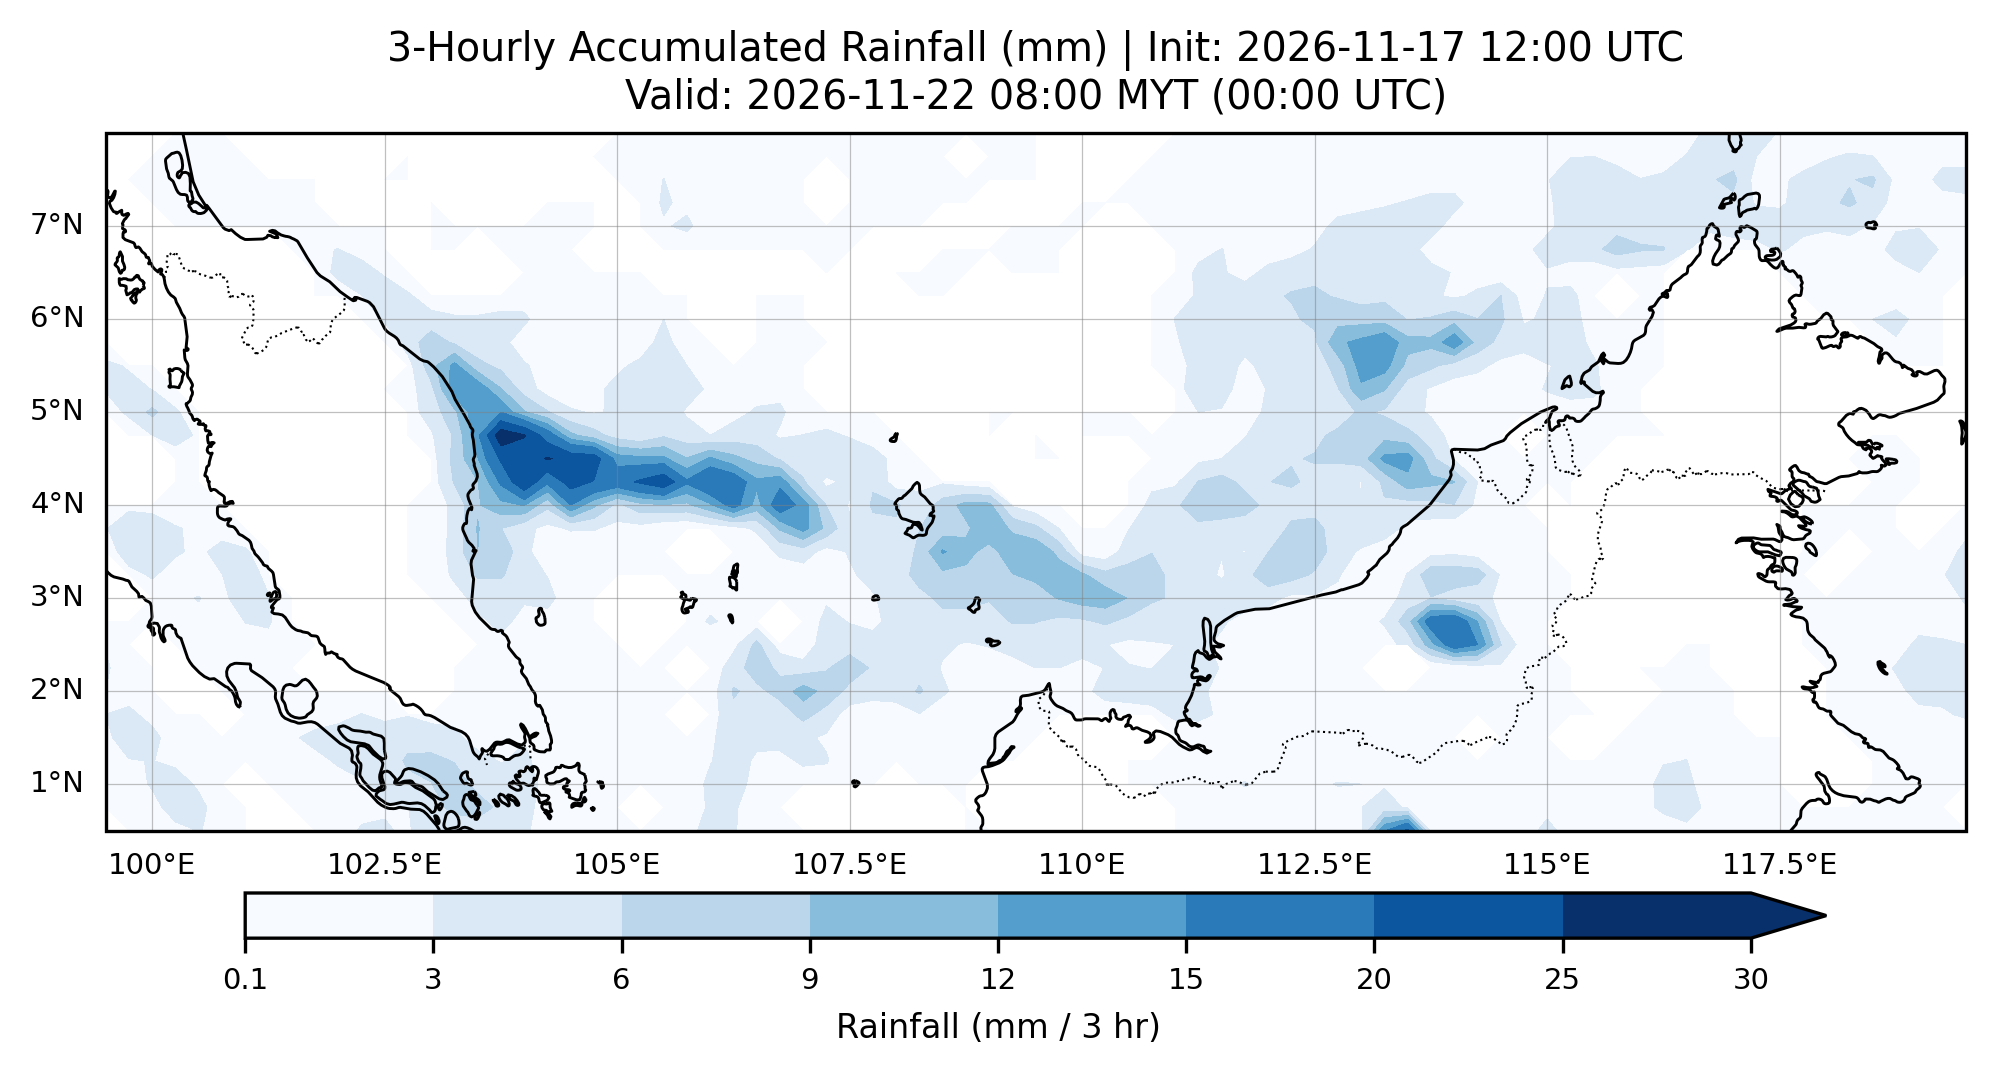 3-Hourly Accumulated Rainfall (mm) | Init: 2026-11-17 12:00 UTC
Valid: 2026-11-22 08:00 MYT (00:00 UTC)
7°N
6°N
5°N
4°N
3°N
2°N
1°N
100°E 102.5°E 105°E 107.5°E 110°E 112.5°E 115°E 117.5°E
0.1 3 6 9 12 15 20 25 30
Rainfall (mm / 3 hr)